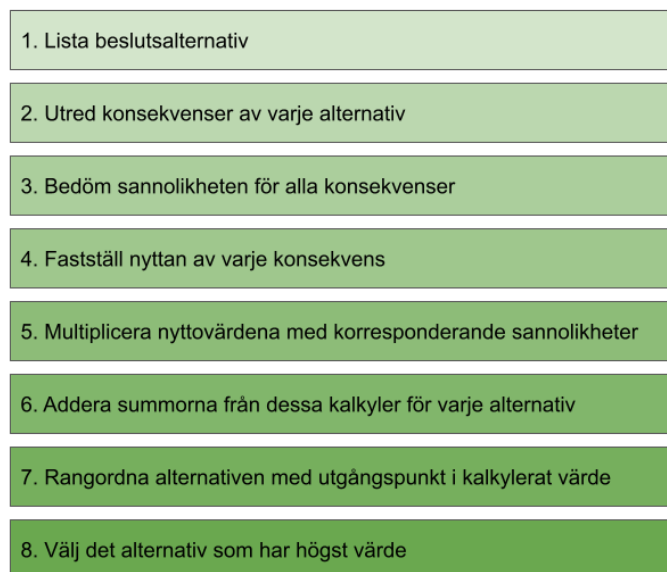 1. Lista beslutsalternativ
2. Utred konsekvenser av varje alternativ
3. Bedöm sannolikheten för alla konsekvenser
4. Fastställ nyttan av varje konsekvens
5. Multiplicera nyttovärdena med korresponderande sannolikheter
6. Addera summorna från dessa kalkyler för varje alternativ
7. Rangordna alternativen med utgångspunkt i kalkylerat värde
8. Välj det alternativ som har högst värde